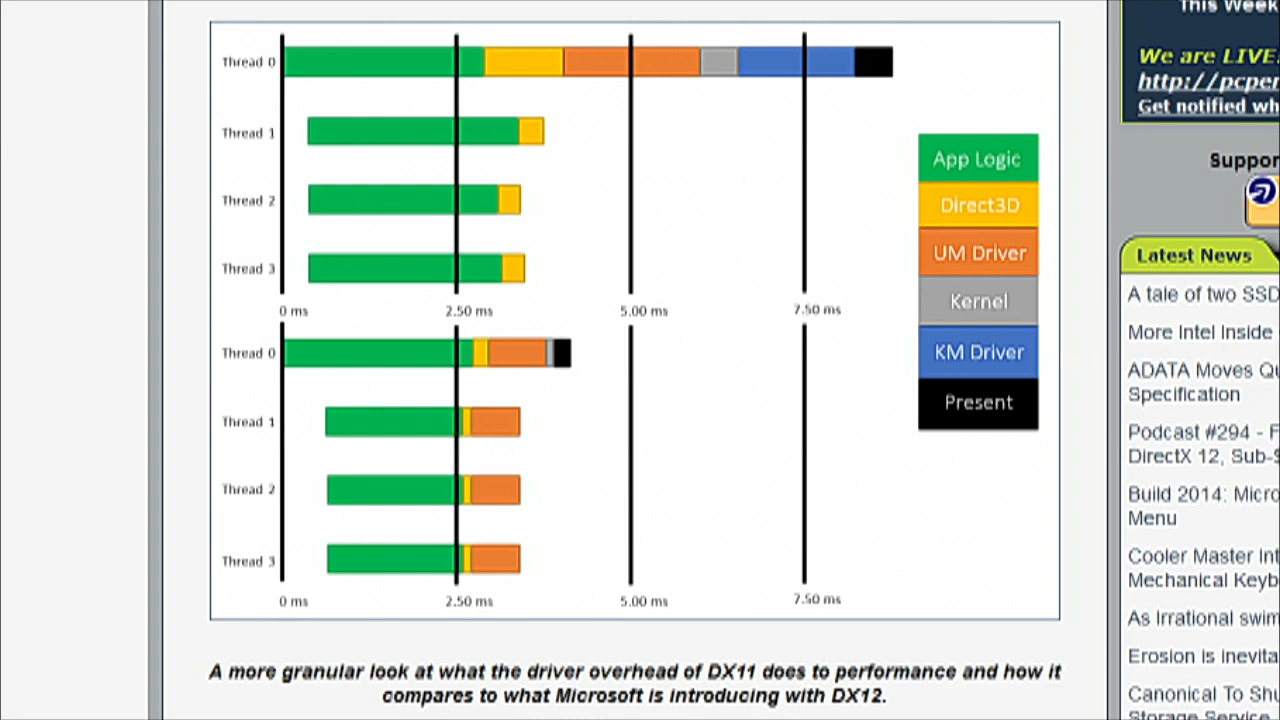 This Week
We are LIVE
http://pcper
Get notified wh
Thread 0
Thread 1
Thread 2
Thread 3
0 ms 2.50 ms 5.00 ms 7.50 ms
Thread 0
Thread 1
Thread 2
Thread 3
0 ms 2.50 ms 5.00 ms 7.50 ms
App Logic
Direct3D
UM Driver
Kernel
KM Driver
Present
A more granular look at what the driver overhead of DX11 does to performance and how it
compares to what Microsoft is introducing with DX12.
Suppor
Latest News
A tale of two SSD
More Intel Inside
ADATA Moves Qu
Specification
Podcast #294 - F
DirectX 12, Sub-$
Build 2014: Micro
Menu
Cooler Master Int
Mechanical Keyb
As Irrational swim
Erosion is inevita
Canonical To Shu
Storage Service